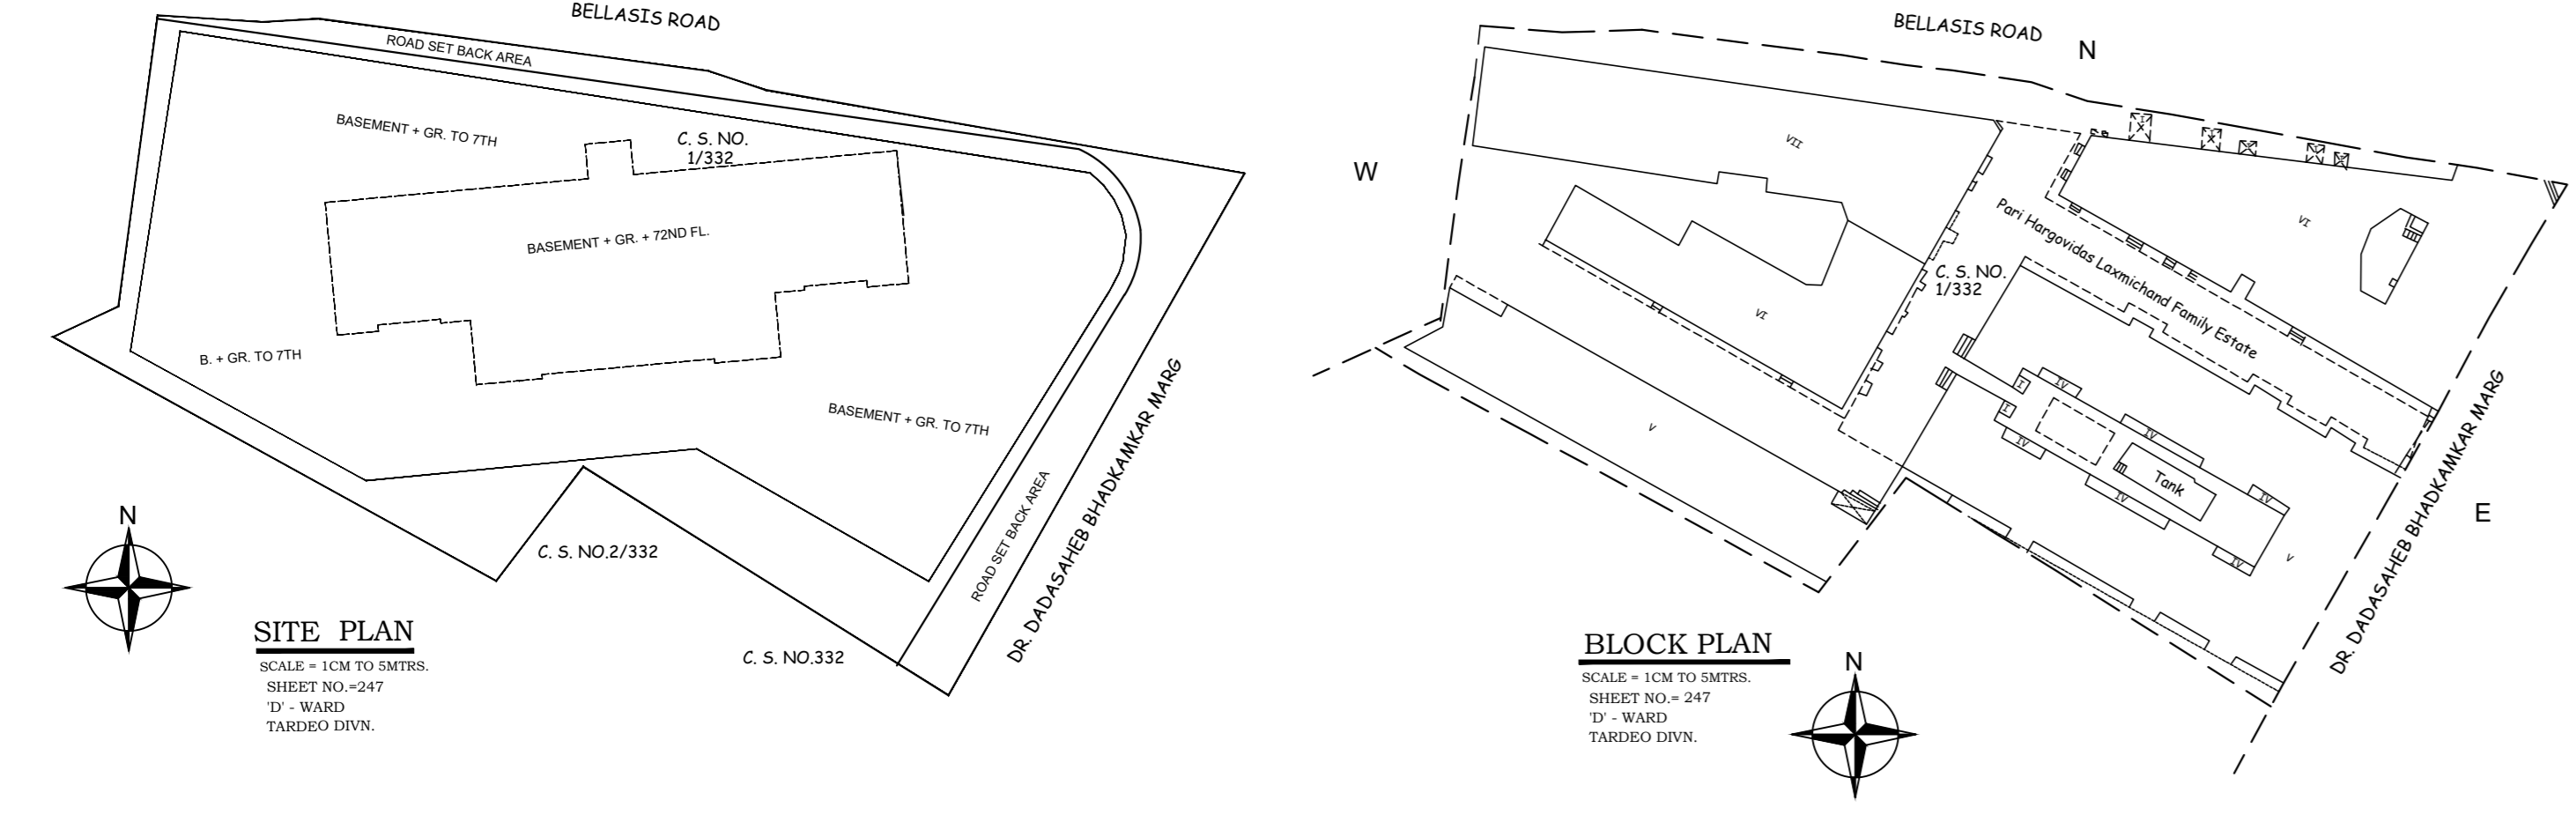 BELLASIS ROAD
ROAD SET BACK AREA
BASEMENT + GR. TO 7TH
C. S. NO.
1/332
BASEMENT + GR. + 72ND FL.
B. + GR. TO 7TH
BASEMENT + GR. TO 7TH
ROAD SET BACK AREA
DR. DADASAHEB BHADKAMKAR MARG
C. S. NO.2/332
C. S. NO.332
N
SITE PLAN
SCALE = 1CM TO 5MTRS.
SHEET NO.=247
'D' - WARD
TARDEO DIVN.
BELLASIS ROAD
N
W
VII
VI
Pari Hargovidas Laxmichand Family Estate
C. S. NO.
1/332
VI
V
I
IV
I
IV
IV
Tank
IV
IV
IV
V
E
DR. DADASAHEB BHADKAMKAR MARG
BLOCK PLAN
SCALE = 1CM TO 5MTRS.
SHEET NO.= 247
'D' - WARD
TARDEO DIVN.
N